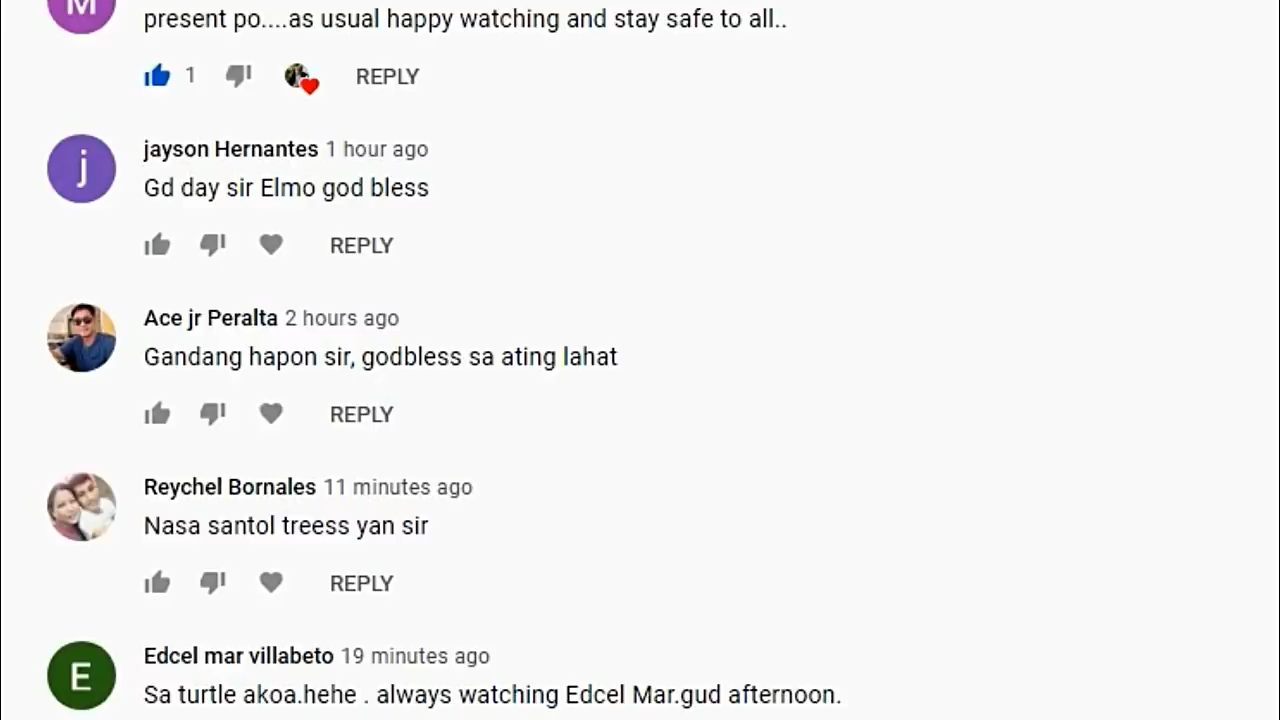 M
present po....as usual happy watching and stay safe to all..
1 REPLY
j
jayson Hernantes 1 hour ago
Gd day sir Elmo god bless
REPLY
Ace jr Peralta 2 hours ago
Gandang hapon sir, godbless sa ating lahat
REPLY
Reychel Bornales 11 minutes ago
Nasa santol treess yan sir
REPLY
E
Edcel mar villabeto 19 minutes ago
Sa turtle akoa.hehe . always watching Edcel Mar.gud afternoon.